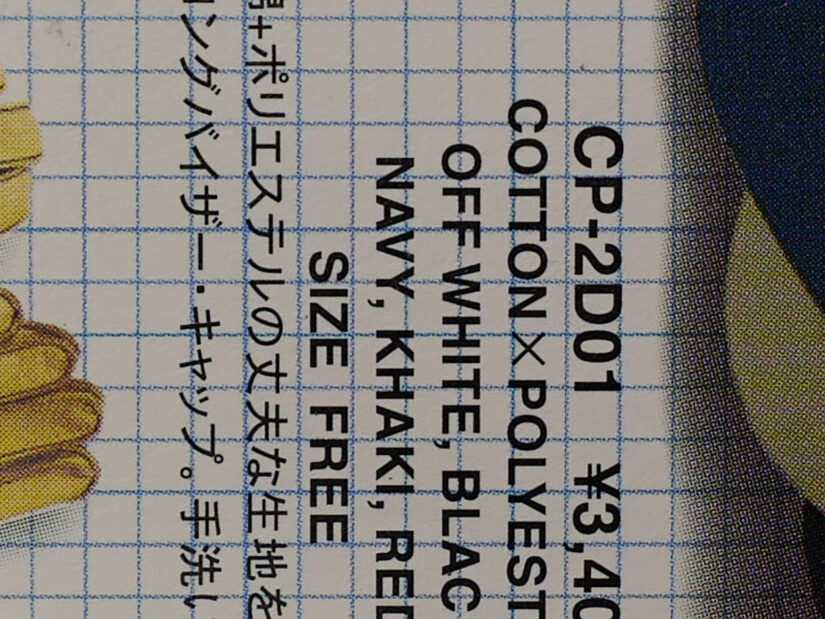 CP-2D01 ¥3,40
COTTON×POLYEST
OFF WHITE, BLAC
NAVY, KHAKI, RED
SIZE FREE
+ポリエステルの丈夫な生地を
ングバイザー・キャップ。手洗い